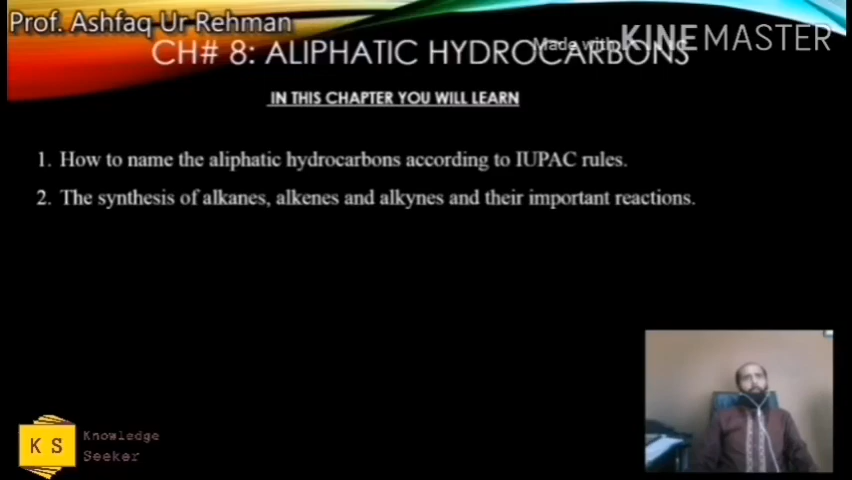 Prof. Ashfaq Ur Rehman
Made with KINEMASTER
CH# 8: ALIPHATIC HYDROCARBONS
IN THIS CHAPTER YOU WILL LEARN
1. How to name the aliphatic hydrocarbons according to IUPAC rules.
2. The synthesis of alkanes, alkenes and alkynes and their important reactions.
K S Knowledge
Seeker